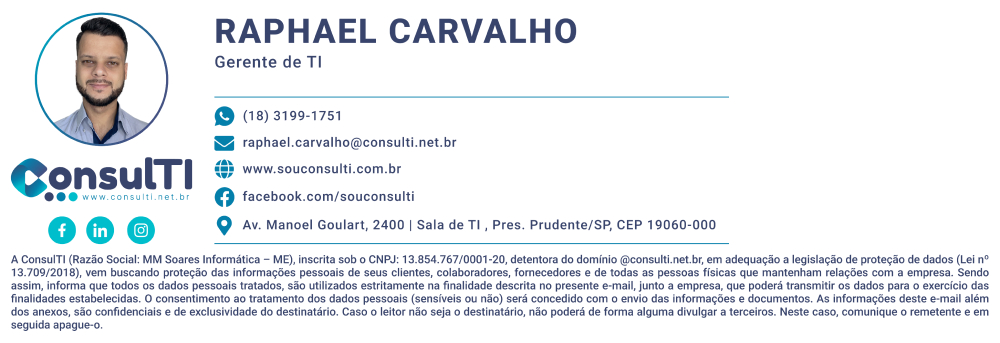 RAPHAEL CARVALHO
Gerente de TI
(18) 3199-1751
raphael.carvalho@consulti.net.br
www.souconsulti.com.br
facebook.com/souconsulti
Av. Manoel Goulart, 2400 | Sala de TI , Pres. Prudente/SP, CEP 19060-000
ConsulTI
www.consulti.net.br
A ConsulTI (Razão Social: MM Soares Informática – ME), inscrita sob o CNPJ: 13.854.767/0001-20, detentora do domínio @consulti.net.br, em adequação a legislação de proteção de dados (Lei nº
13.709/2018), vem buscando proteção das informações pessoais de seus clientes, colaboradores, fornecedores e de todas as pessoas físicas que mantenham relações com a empresa. Sendo
assim, informa que todos os dados pessoais tratados, são utilizados estritamente na finalidade descrita no presente e-mail, junto a empresa, que poderá transmitir os dados para o exercício das
finalidades estabelecidas. O consentimento ao tratamento dos dados pessoais (sensíveis ou não) será concedido com o envio das informações e documentos. As informações deste e-mail além
dos anexos, são confidenciais e de exclusividade do destinatário. Caso o leitor não seja o destinatário, não poderá de forma alguma divulgar a terceiros. Neste caso, comunique o remetente e em
seguida apague-o.